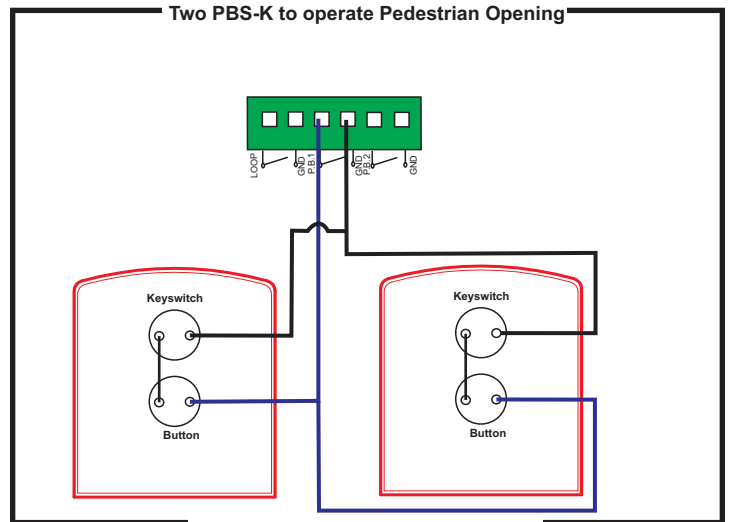 Two PBS-K to operate Pedestrian Opening
LOOP
GND
P.B.1
GND
P.B.2
GND
Keyswitch
Keyswitch
Button
Button